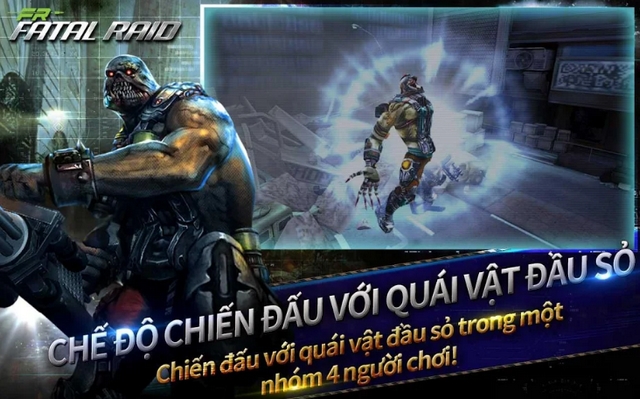 FR-
FATAL RAID
CHẾ ĐỘ CHIẾN ĐẤU VỚI QUÁI VẬT ĐẦU SỎ
Chiến đấu với quái vật đầu sỏ trong một
nhóm 4 người chơi!